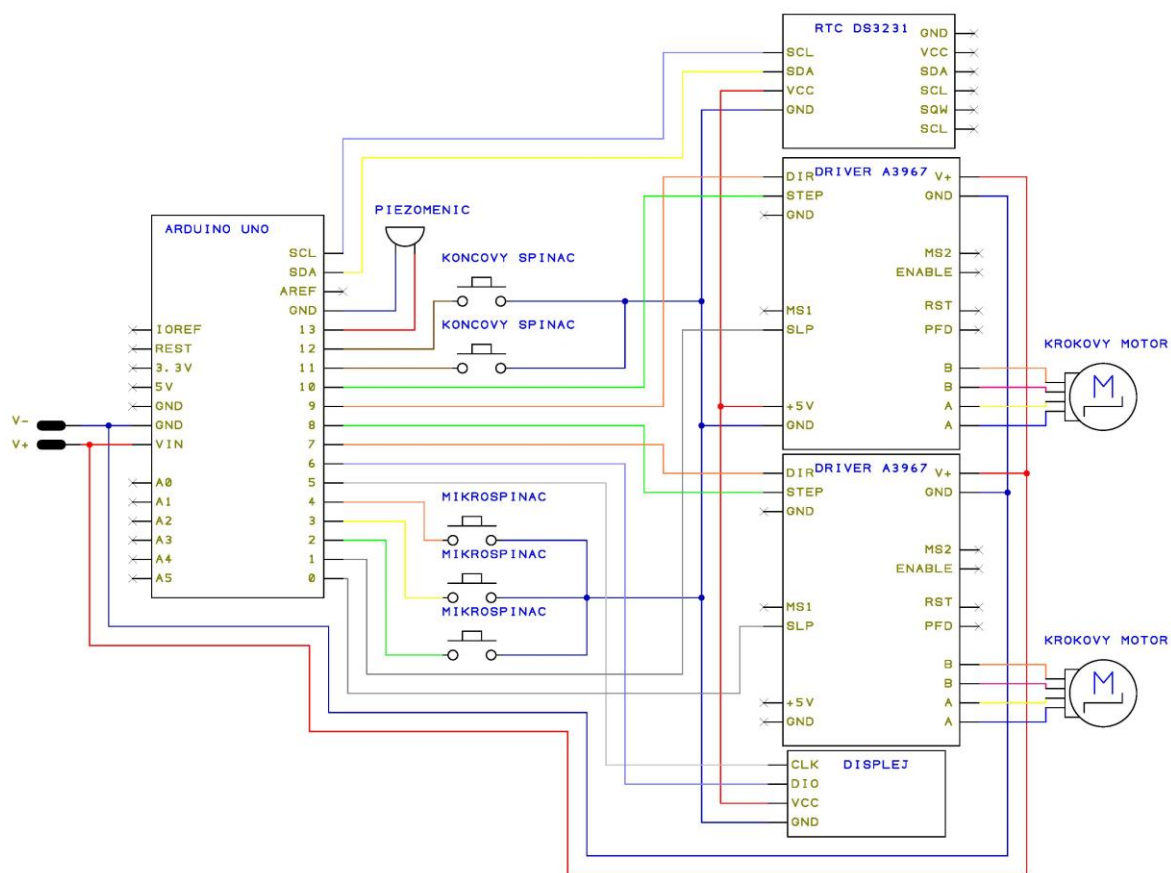 RTC DS3231
SCL
SDA
VCC
GND
GND
VCC
SDA
SCL
SQW
SCL
DRIVER A3967
DIR
STEP
GND
MS1
SLP
+5V
GND
V+
GND
MS2
ENABLE
RST
PFD
B
B
A
A
KROKOVY MOTOR
M
ARDUINO UNO
IOREF
REST
3.3V
5V
GND
GND
VIN
A0
A1
A2
A3
A4
A5
SCL
SDA
AREF
GND
13
12
11
10
9
8
7
6
5
4
3
2
1
0
V-
V+
PIEZOMENIC
KONCOVY SPINAC
KONCOVY SPINAC
MIKROSPINAC
MIKROSPINAC
MIKROSPINAC
DRIVER A3967
DIR
STEP
GND
MS1
SLP
+5V
GND
V+
GND
MS2
ENABLE
RST
PFD
B
B
A
A
KROKOVY MOTOR
M
DISPLEJ
CLK
DIO
VCC
GND